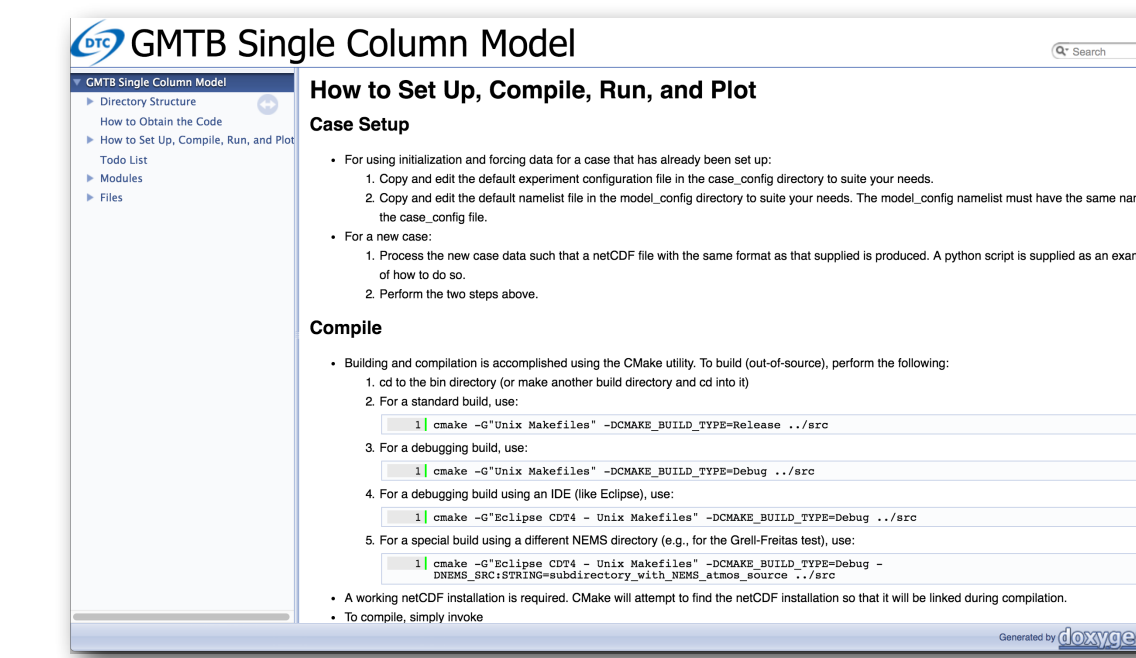 DTC GMTB Single Column Model
Search
GMTB Single Column Model
Directory Structure
How to Obtain the Code
How to Set Up, Compile, Run, and Plot
Todo List
Modules
Files
How to Set Up, Compile, Run, and Plot
Case Setup
• For using initialization and forcing data for a case that has already been set up:
1. Copy and edit the default experiment configuration file in the case_config directory to suite your needs.
2. Copy and edit the default namelist file in the model_config directory to suite your needs. The model_config namelist must have the same
the case_config file.
• For a new case:
1. Process the new case data such that a netCDF file with the same format as that supplied is produced. A python script is supplied as an
of how to do so.
2. Perform the two steps above.
Compile
• Building and compilation is accomplished using the CMake utility. To build (out-of-source), perform the following:
1. cd to the bin directory (or make another build directory and cd into it)
2. For a standard build, use:
1 cmake -G"Unix Makefiles" -DCMAKE_BUILD_TYPE=Release ../src
3. For a debugging build, use:
1 cmake -G"Unix Makefiles" -DCMAKE_BUILD_TYPE=Debug ../src
4. For a debugging build using an IDE (like Eclipse), use:
1 cmake -G"Eclipse CDT4 - Unix Makefiles" -DCMAKE_BUILD_TYPE=Debug ../src
5. For a special build using a different NEMS directory (e.g., for the Grell-Freitas test), use:
1 cmake -G"Eclipse CDT4 - Unix Makefiles" -DCMAKE_BUILD_TYPE=Debug -
DNEMS_SRC:STRING=subdirectory_with_NEMS_atmos_source ../src
• A working netCDF installation is required. CMake will attempt to find the netCDF installation so that it will be linked during compilation.
• To compile, simply invoke
Generated by